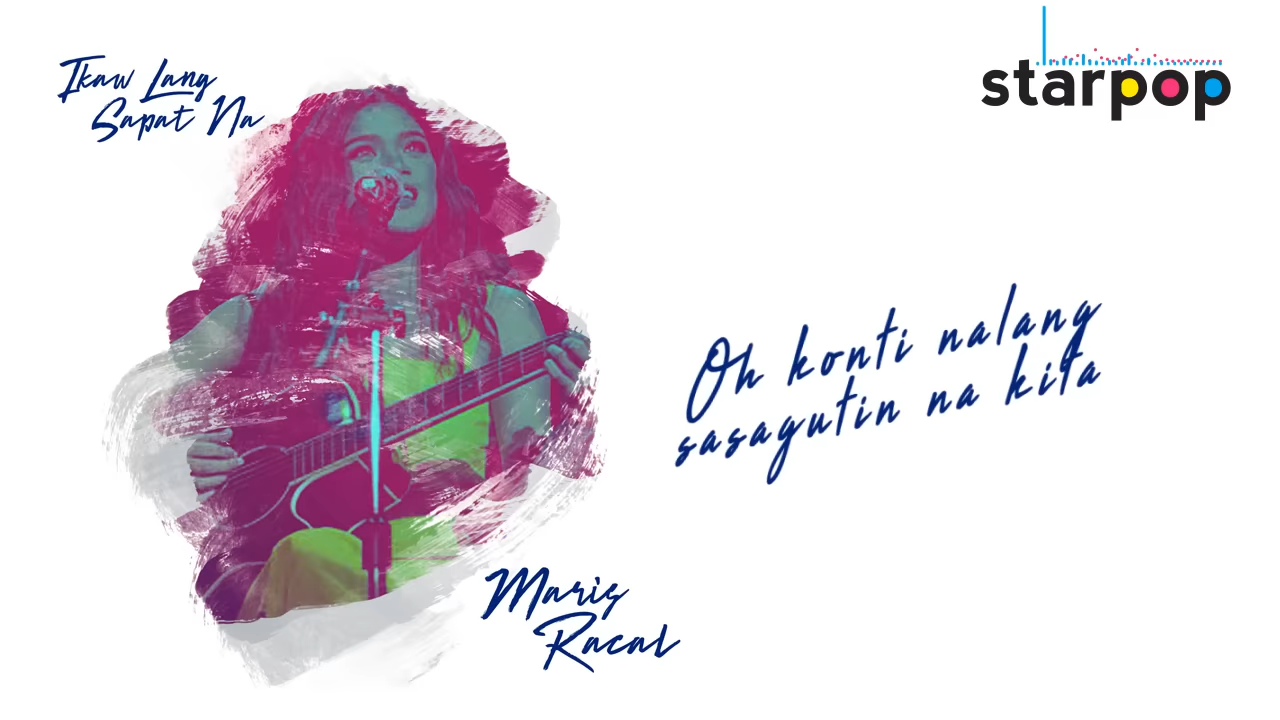 Ikaw Lang
Sapat Na
starpop
Oh konti nalang
sasagutin na kita
Maris
Racal